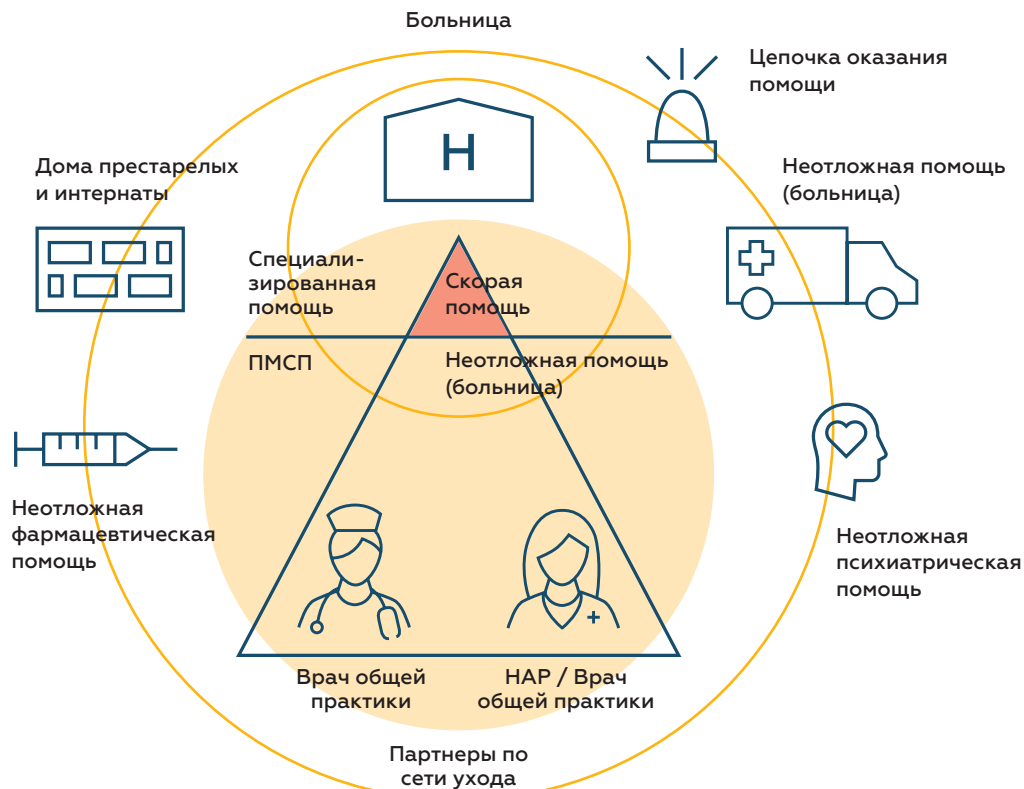 Больница
Цепочка оказания
помощи
Дома престарелых
и интернаты
Неотложная помощь
(больница)
H
Специали-
зированная
помощь
Скорая
помощь
ПМСП
Неотложная помощь
(больница)
Неотложная
фармацевтическая
помощь
Неотложная
психиатрическая
помощь
Врач общей
практики
НАР / Врач
общей практики
Партнеры по
сети ухода